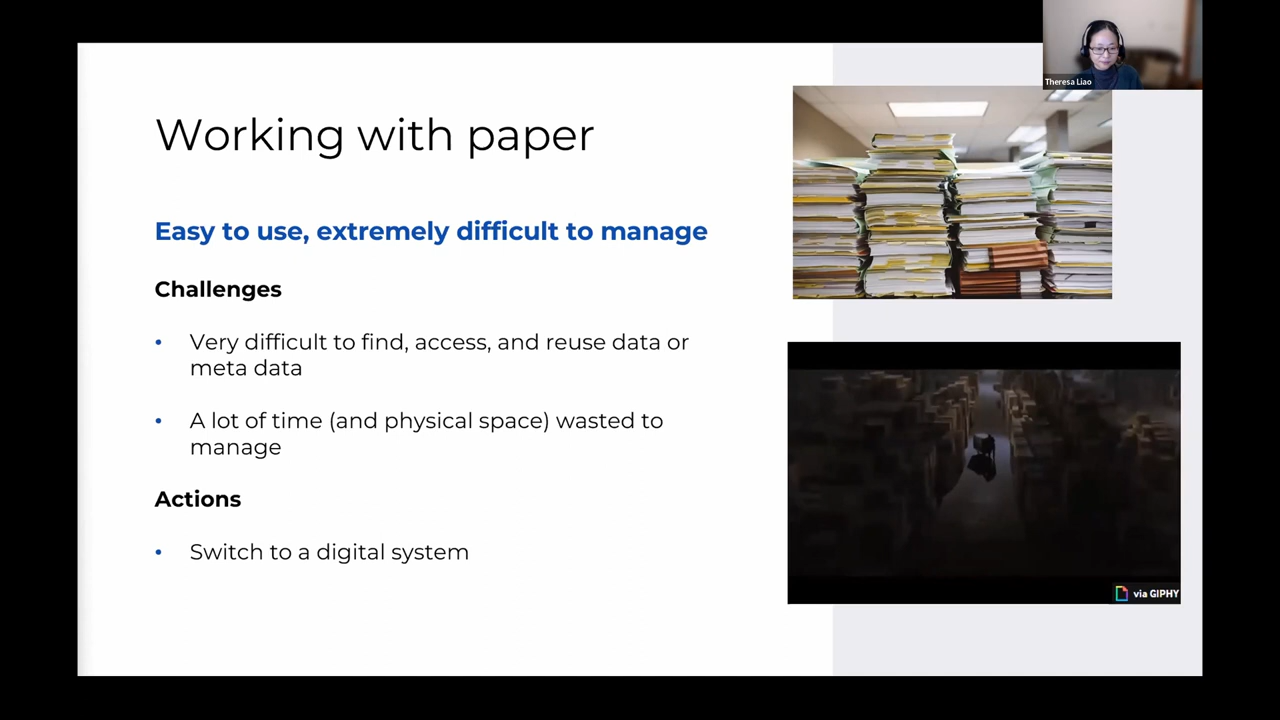 Theresa Liao
Working with paper
Easy to use, extremely difficult to manage
Challenges
• Very difficult to find, access, and reuse data or
meta data
• A lot of time (and physical space) wasted to
manage
Actions
• Switch to a digital system
via GIPHY